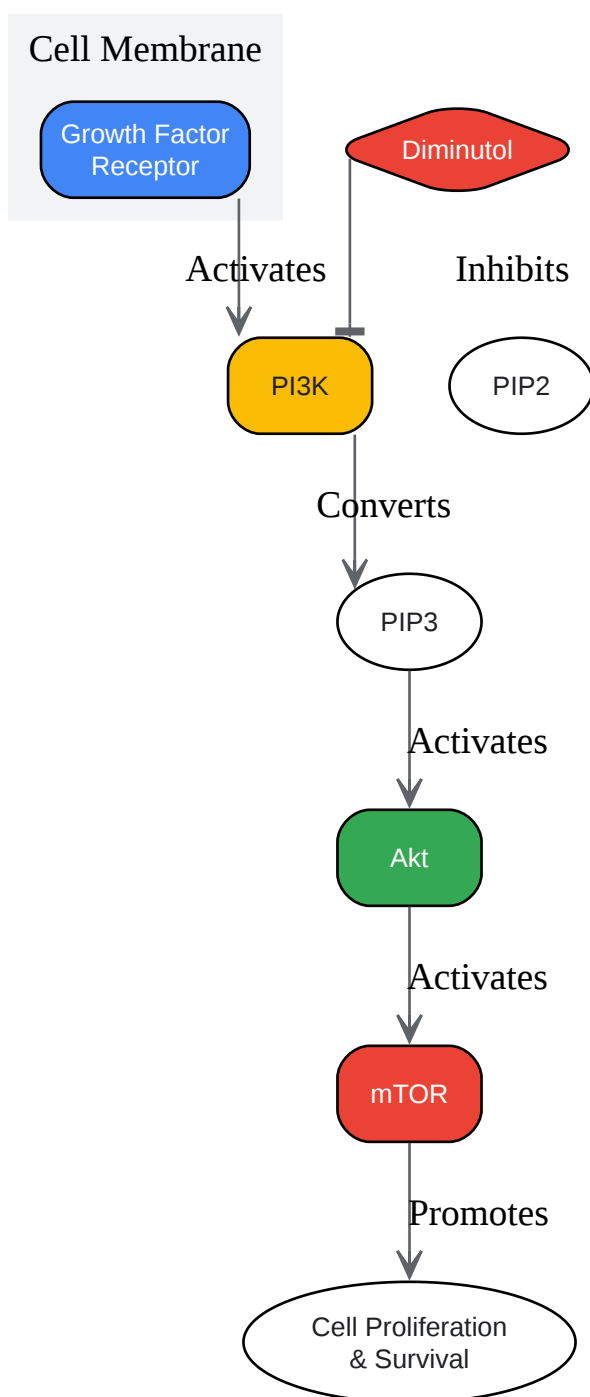 Cell Membrane
Growth Factor
Receptor
Diminutol
Activates
Inhibits
PI3K
PIP2
Converts
PIP3
Activates
Akt
Activates
mTOR
Promotes
Cell Proliferation
& Survival